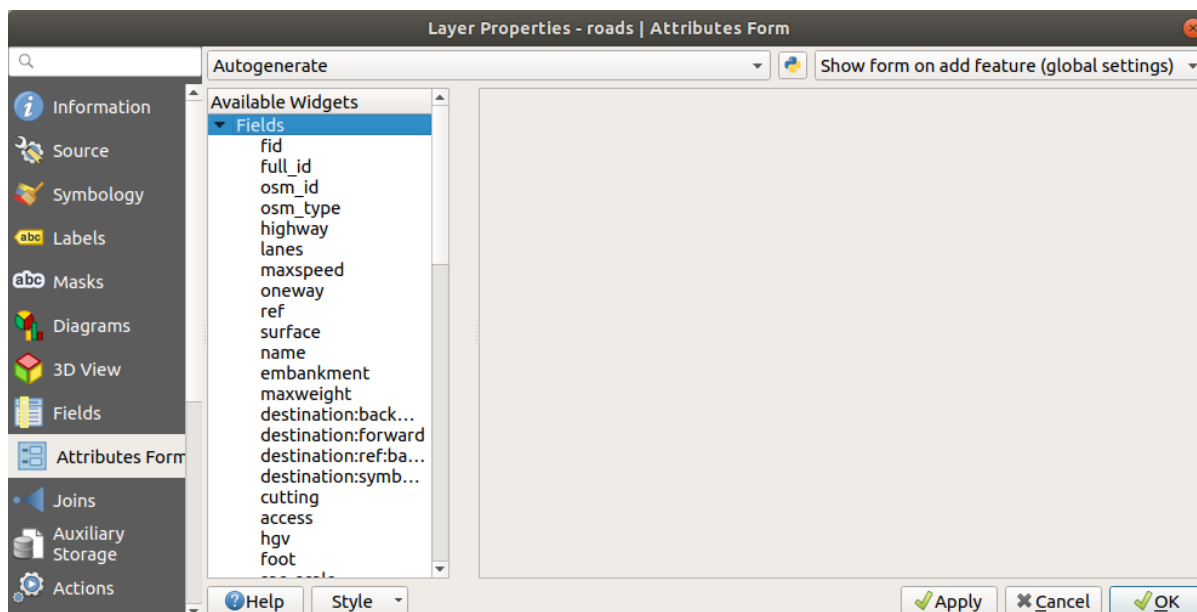 Layer Properties - roads | Attributes Form
Autogenerate
Show form on add feature (global settings)
Information
Source
Symbology
abc Labels
abc Masks
Diagrams
3D View
Fields
Attributes Form
Joins
Auxiliary
Storage
Actions
Available Widgets
Fields
fid
full_id
osm_id
osm_type
highway
lanes
maxspeed
oneway
ref
surface
name
embankment
maxweight
destination:back...
destination:forward
destination:ref:ba...
destination:symb...
cutting
access
hgv
foot
Help
Style
Apply
Cancel
OK